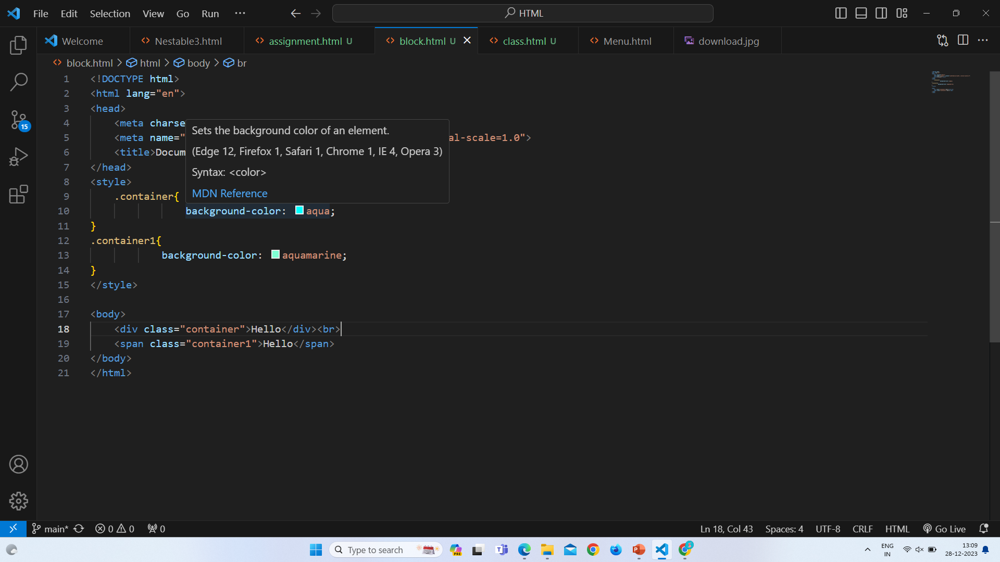 File Edit Selection View Go Run ···
HTML
Welcome Nestable3.html assignment.html U block.html U class.html U Menu.html download.jpg
block.html > html > body > br
1 <!DOCTYPE html>
2 <html lang="en">
3 <head>
4 <meta charse
5 <meta name=" al-scale=1.0">
6 <title>Docum
7 </head>
8 <style>
9 .container{
10 background-color: aqua;
11 }
12 .container1{
13 background-color: aquamarine;
14 }
15 </style>
16
17 <body>
18 <div class="container">Hello</div><br>
19 <span class="container1">Hello</span>
20 </body>
21 </html>
Sets the background color of an element.
(Edge 12, Firefox 1, Safari 1, Chrome 1, IE 4, Opera 3)
Syntax: <color>
MDN Reference
15
main* 0 0 0 Ln 18, Col 43 Spaces: 4 UTF-8 CRLF HTML Go Live
Type to search
PRE
ENG
IN
13:09
28-12-2023